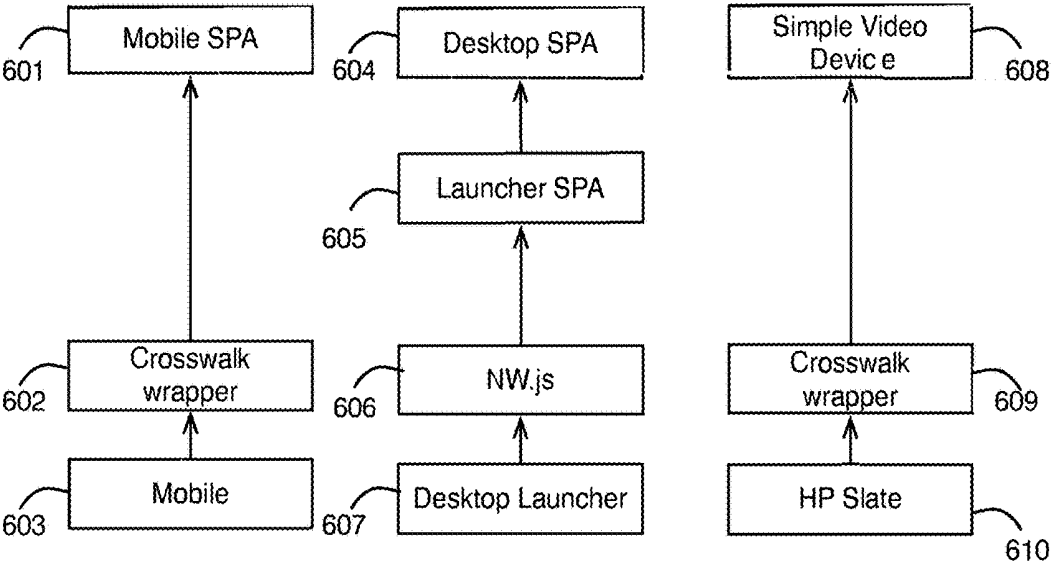 Mobile SPA
601
Desktop SPA
604
Simple Video
Device
608
Launcher SPA
605
Crosswalk
wrapper
602
NW.js
606
Crosswalk
wrapper
609
Mobile
603
Desktop Launcher
607
HP Slate
610